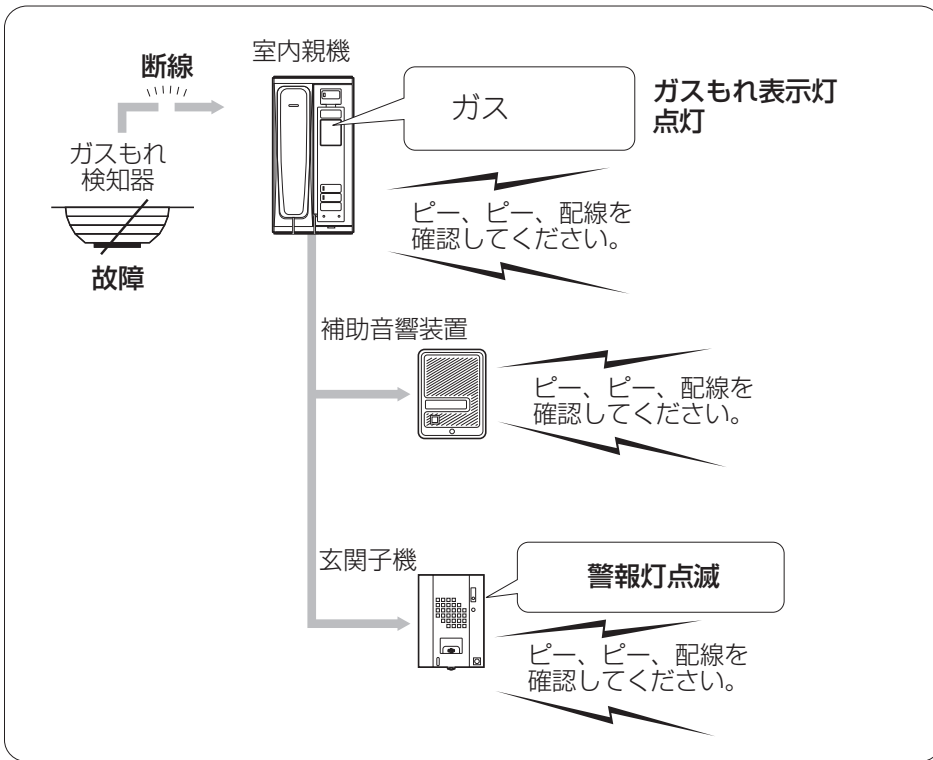 室内親機
断線
ガス
ガスもれ表示灯
点灯
ガスもれ
検知器
故障
ピー、ピー、配線を
確認してください。
補助音響装置
ピー、ピー、配線を
確認してください。
玄関子機
警報灯点滅
ピー、ピー、配線を
確認してください。